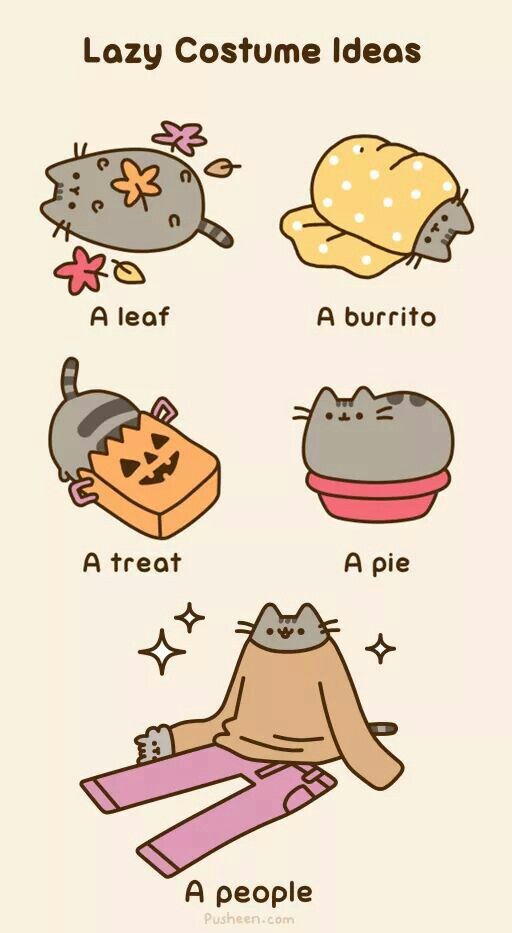 Lazy Costume Ideas
A leaf
A burrito
A treat
A pie
A people
Pusheen.com